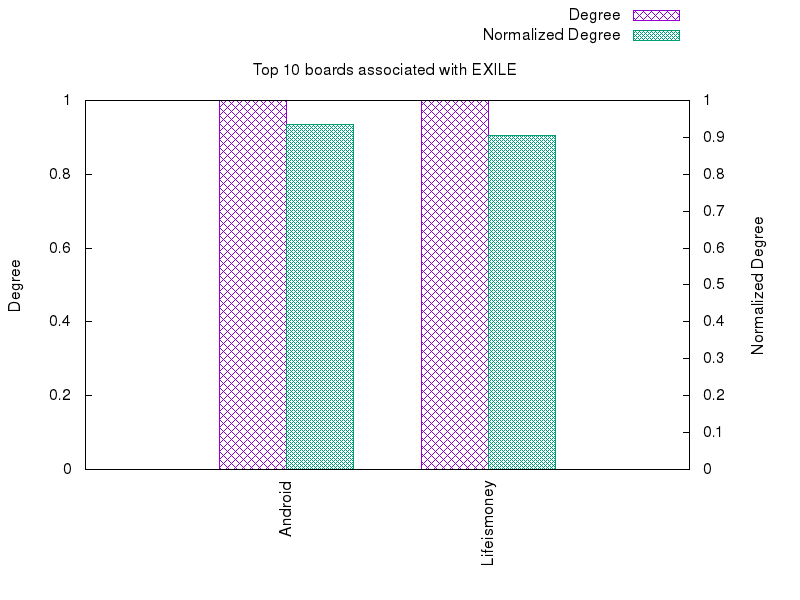 Degree
Normalized Degree
Top 10 boards associated with EXILE
1
0.8
0.6
0.4
0.2
0
Degree
1
0.9
0.8
0.7
0.6
0.5
0.4
0.3
0.2
0.1
0
Normalized Degree
Android
Lifeismoney